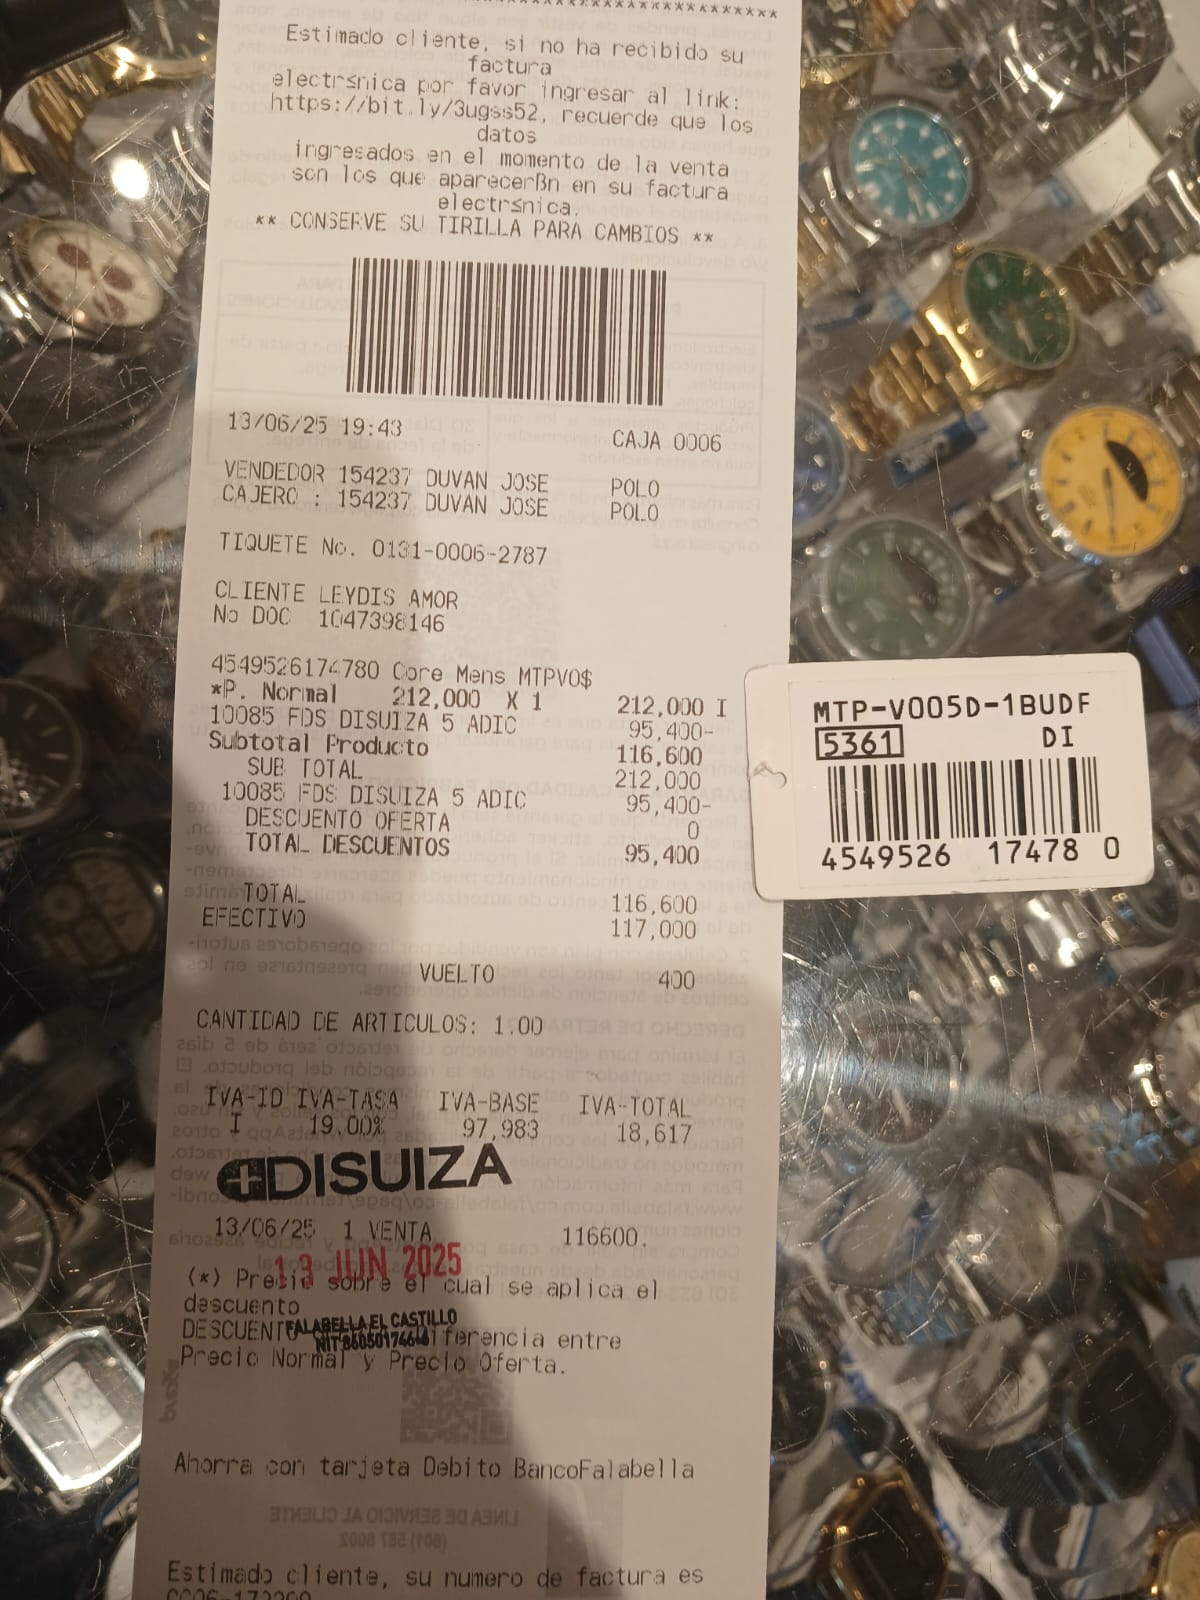 Estimado cliente, si no ha recibido su
factura
electr≤nica por favor ingresar al link:
https://bit.ly/3ugss52, recuerde que los
datos
ingresados en el momento de la venta
son los que aparecerßn en su factura
electr≤nica.
** CONSERVE SU TIRILLA PARA CAMBIOS **
13/06/25 19:43 CAJA 0006
VENDEDOR 154237 DUVAN JOSE POLO
CAJERO : 154237 DUVAN JOSE POLO
TIQUETE No. 0131-0006-2787
CLIENTE LEYDIS AMOR
No DOC 1047398146
4549526174780 Core Mens MTPV0$
*P. Normal 212,000 X 1 212,000 I
10085 FDS DISUIZA 5 ADIC 95,400-
Subtotal Producto 116,600
SUB TOTAL 212,000
10085 FDS DISUIZA 5 ADIC 95,400-
DESCUENTO OFERTA 0
TOTAL DESCUENTOS 95,400
TOTAL 116,600
EFECTIVO 117,000
VUELTO 400
CANTIDAD DE ARTICULOS: 1.00
IVA-ID IVA-TASA IVA-BASE IVA-TOTAL
I 19.00% 97,983 18,617
DISUIZA
13/06/25 1 VENTA 116600.
13 JUN 2025
(*) Precio sobre el cual se aplica el
descuento
FALABELLA EL CASTILLO
DESCUENTO diferencia entre
Precio Normal y Precio Oferta.
Ahorra con tarjeta Debito BancoFalabella
Estimado cliente, su numero de factura es
MTP-V005D-1BUDF
5361 DI
4549526 17478 0